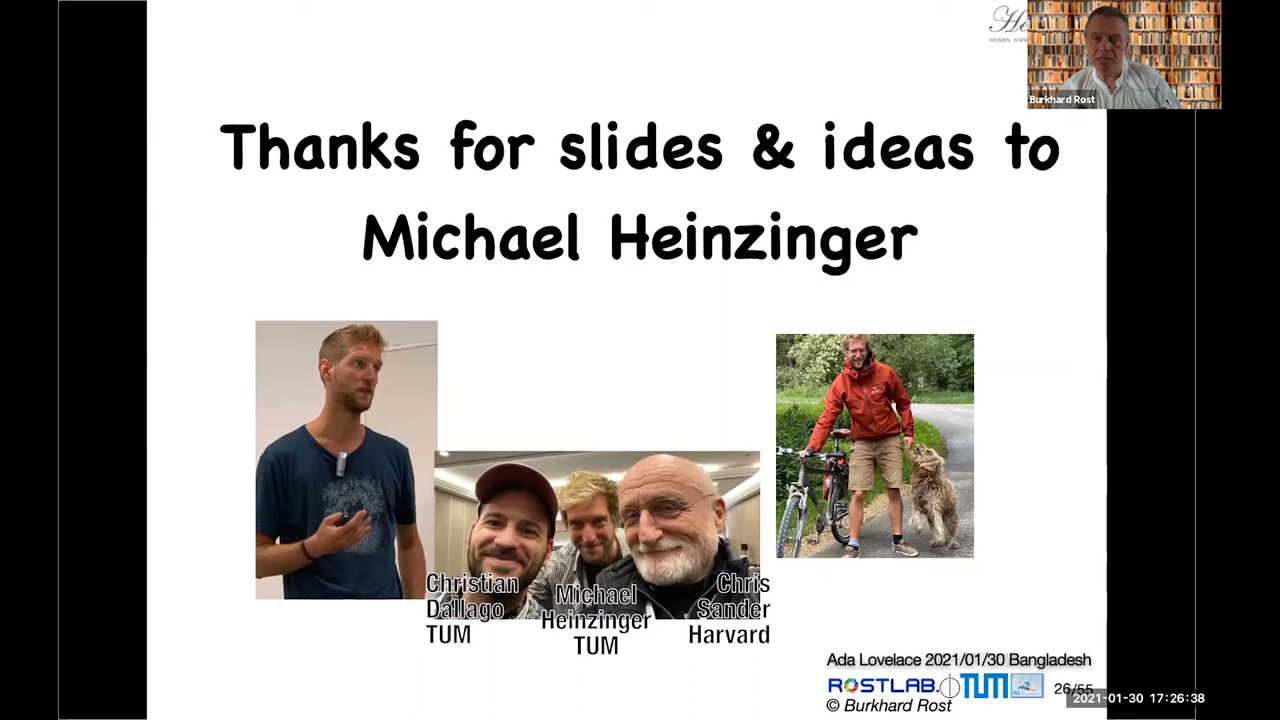 Burkhard Rost
Thanks for slides & ideas to
Michael Heinzinger
Christian
Dallago
TUM
Michael
Heinzinger
TUM
Chris
Sander
Harvard
Ada Lovelace 2021/01/30 Bangladesh
ROSTLAB. TUM
26/55
© Burkhard Rost
2021-01-30 17:26:38